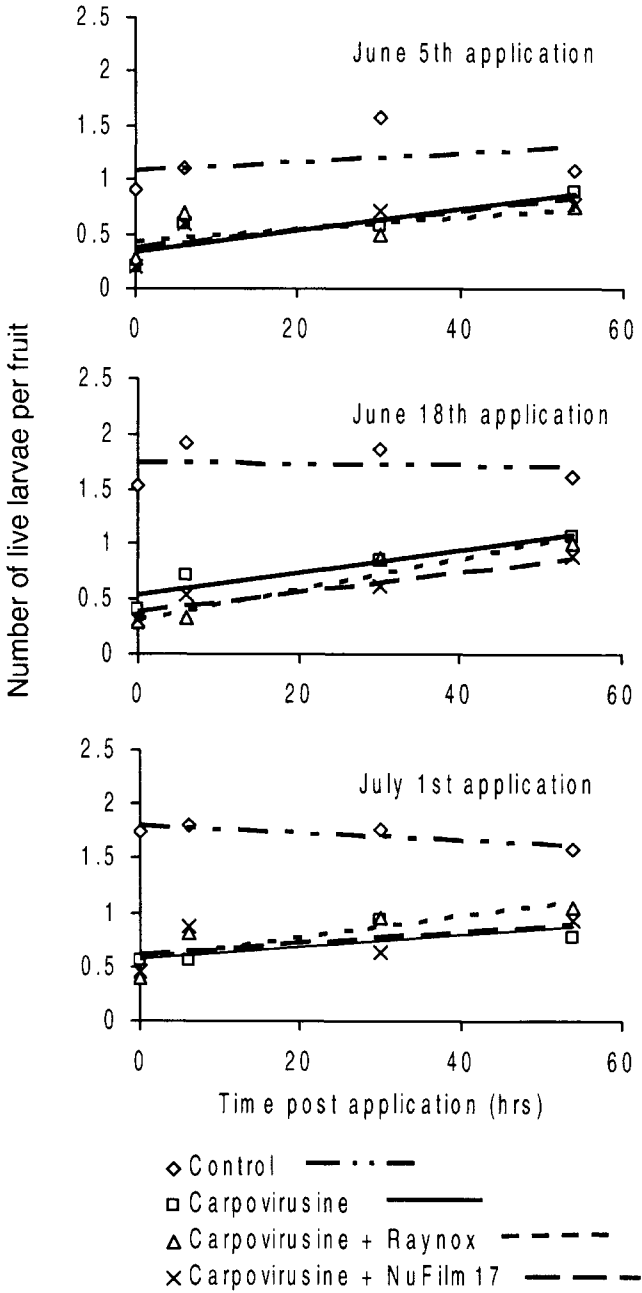 Number of live larvae per fruit
2.5
2
1.5
1
0.5
0
June 5th application
0 20 40 60
2.5
2
1.5
1
0.5
0
June 18th application
0 20 40 60
2.5
2
1.5
1
0.5
0
July 1st application
0 20 40 60
Time post application (hrs)
Control
Carpovirusine
Carpovirusine + Raynox
Carpovirusine + NuFilm17